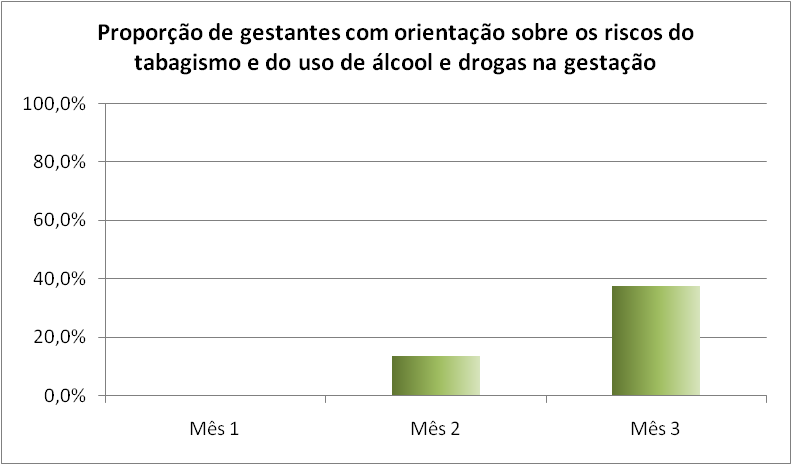 Proporção de gestantes com orientação sobre os riscos do
tabagismo e do uso de álcool e drogas na gestação
100,0%
80,0%
60,0%
40,0%
20,0%
0,0%
Mês 1 Mês 2 Mês 3